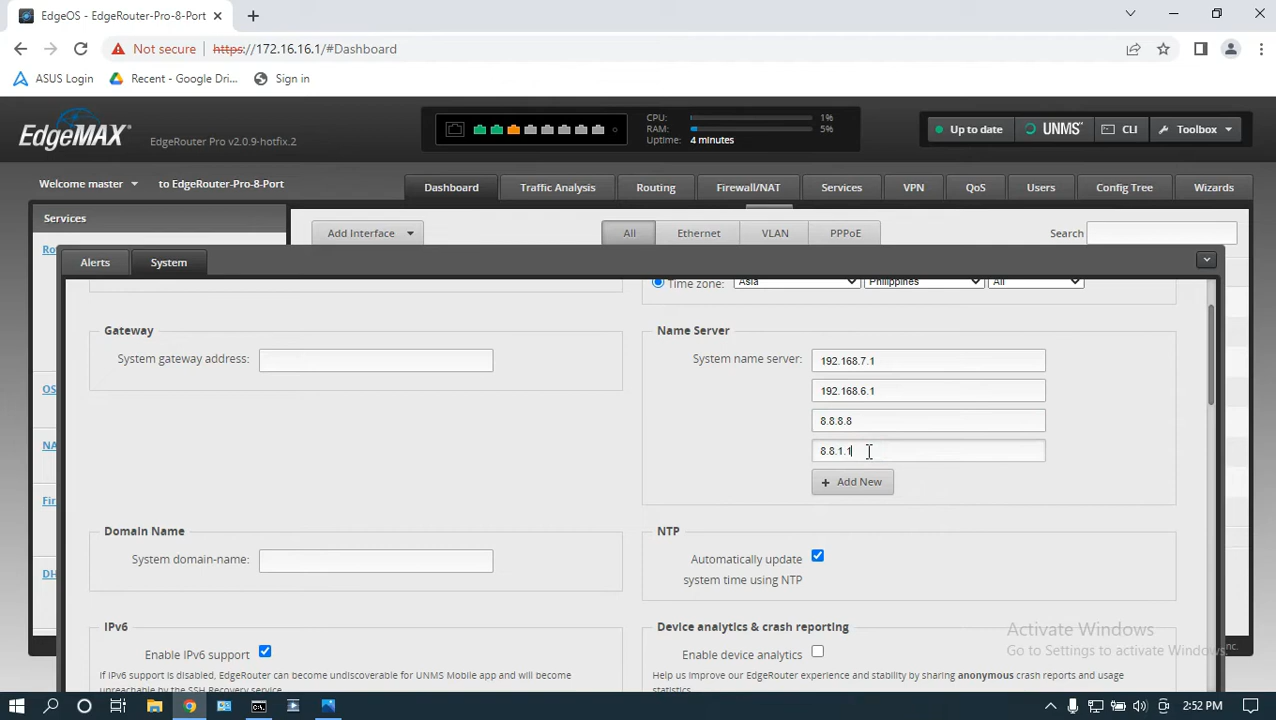 EdgeOS - EdgeRouter-Pro-8-Port
Not secure https://172.16.16.1/#Dashboard
ASUS Login Recent - Google Driv... Sign in
EdgeMAX EdgeRouter Pro v2.0.9-hotfix.2
CPU: 1%
RAM: 5%
Uptime: 4 minutes
Up to date UNMS CLI Toolbox
Welcome master to EdgeRouter-Pro-8-Port
Dashboard Traffic Analysis Routing Firewall/NAT Services VPN QoS Users Config Tree Wizards
Services
Add Interface All Ethernet VLAN PPPoE Search
Alerts System
Time zone: Asia Philippines All
Gateway
System gateway address:
Name Server
System name server: 192.168.7.1
192.168.6.1
8.8.8.8
8.8.1.1
+ Add New
Domain Name
System domain-name:
NTP
Automatically update
system time using NTP
IPv6
Enable IPv6 support
If IPv6 support is disabled, EdgeRouter can become undiscoverable for UNMS Mobile app and will become
unreachable by the SSH Recovery service.
Device analytics & crash reporting
Enable device analytics
Help us improve our EdgeRouter experience and stability by sharing anonymous crash reports and usage
statistics.
Activate Windows
Go to Settings to activate Windows.
2:52 PM